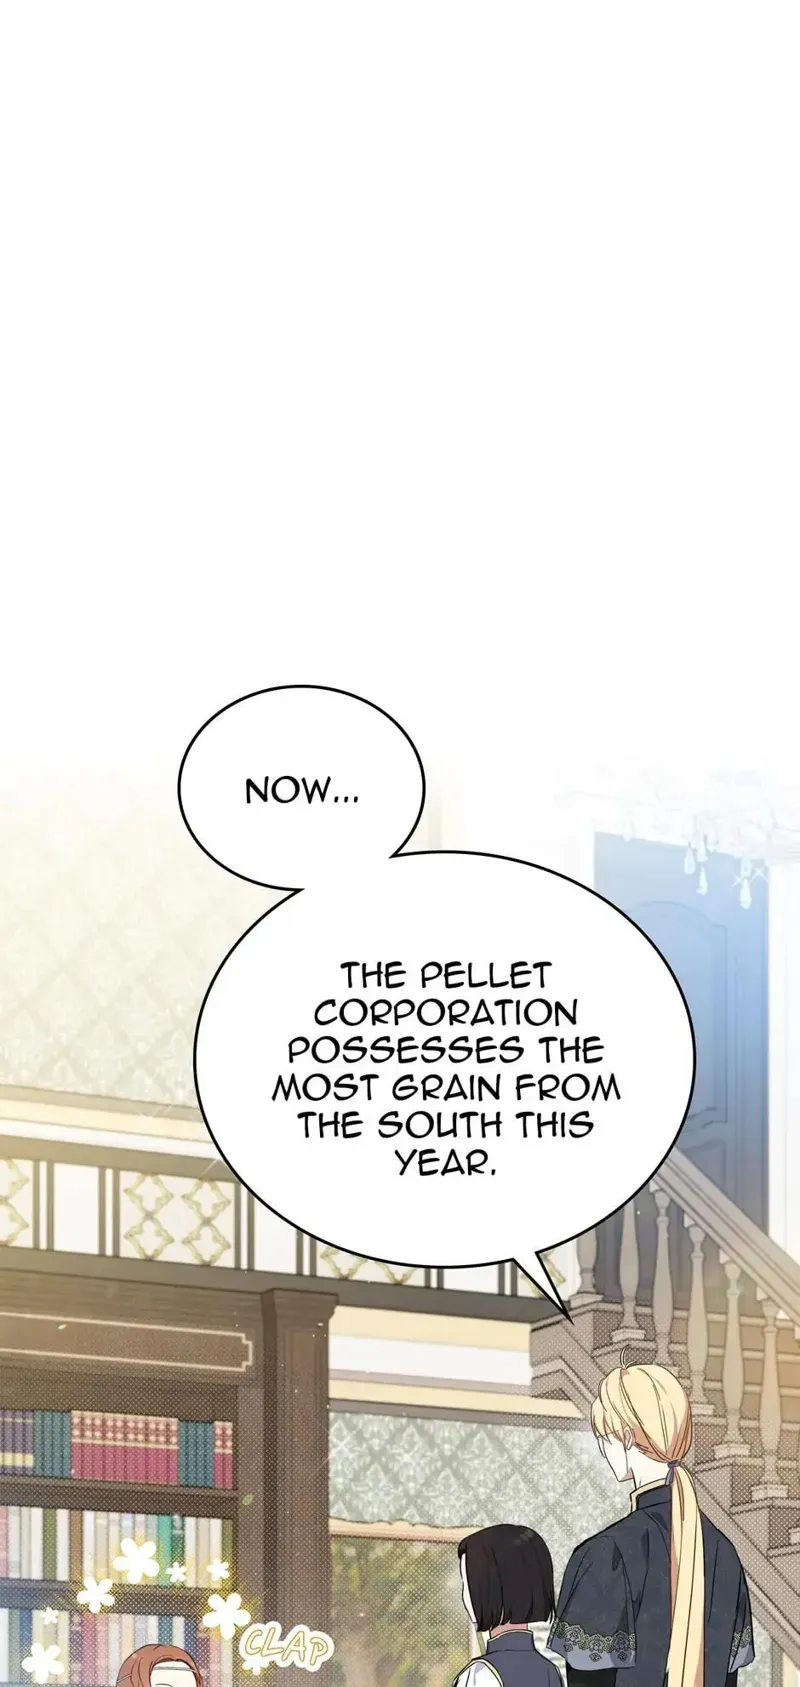 NOW...
THE PELLET
CORPORATION
POSSESSES THE
MOST GRAIN FROM
THE SOUTH THIS
YEAR.
CLAP